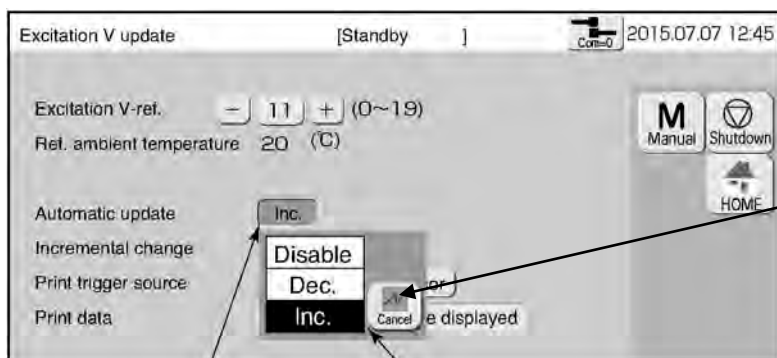 Excitation V update [Standby ] Com=0 2015.07.07 12:45
Excitation V-ref. - 11 + (0~19)
Ref. ambient temperature 20 (℃)
M
Manual
Shutdown
HOME
Automatic update Inc.
Incremental change
Print trigger source or
Print data e displayed
Disable
Dec.
Inc.
Cancel